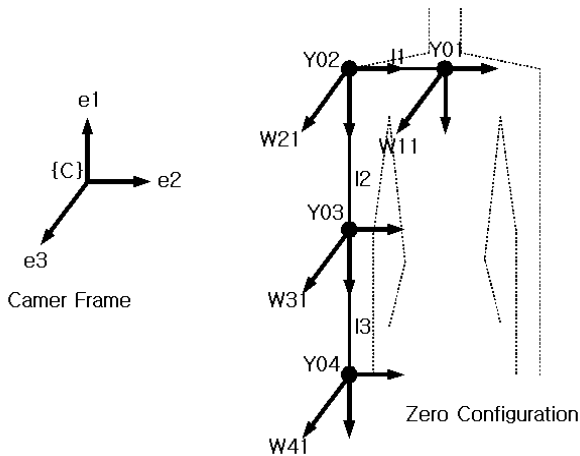 Y02
l1
Y01
e1
W21
W11
{C}
e2
l2
Y03
e3
W31
Camer Frame
l3
Y04
Zero Configuration
W41